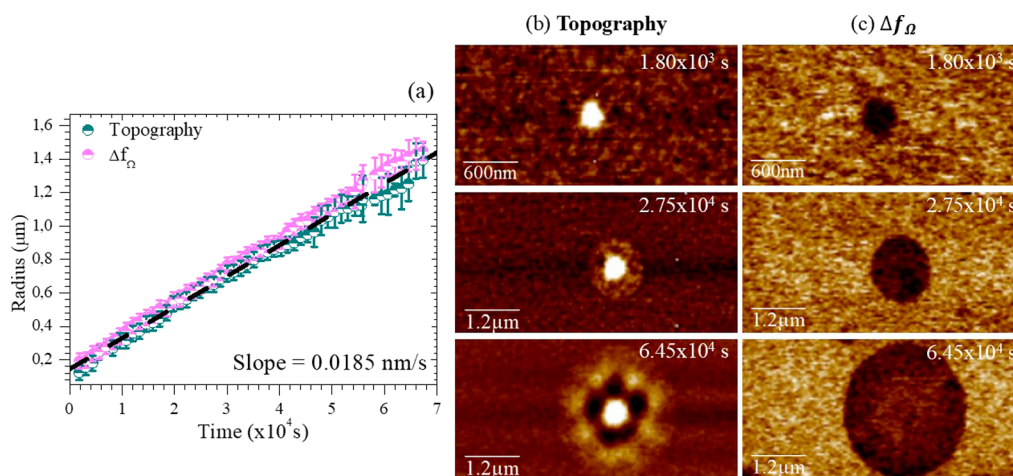 (a)
1,6
1,4
1,2
1,0
0,8
0,6
0,4
0,2
Radius (μm)
Topography
Δf_Ω
Slope = 0.0185 nm/s
0 1 2 3 4 5 6 7
Time (x10⁴s)
(b) Topography
1.80x10³ s
600nm
2.75x10⁴ s
1.2μm
6.45x10⁴ s
1.2μm
(c) Δf_Ω
1.80x10³ s
600nm
2.75x10⁴ s
1.2μm
6.45x10⁴ s
1.2μm